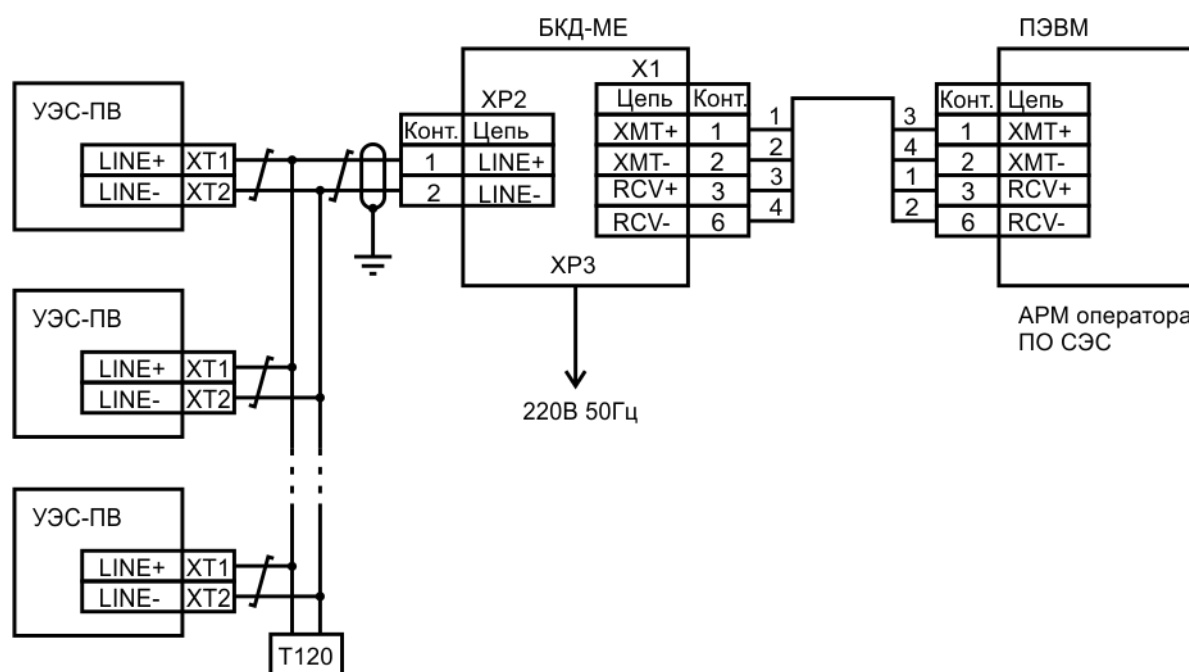 БКД-МЕ
ПЭВМ
УЭС-ПВ
LINE+ XT1
LINE- XT2
XP2
Конт. Цепь
1 LINE+
2 LINE-
X1
Цепь Конт.
XMT+ 1
XMT- 2
RCV+ 3
RCV- 6
1
2
3
4
3
4
1
2
Конт. Цепь
1 XMT+
2 XMT-
3 RCV+
6 RCV-
XP3
220В 50Гц
АРМ оператора
ПО СЭС
УЭС-ПВ
LINE+ XT1
LINE- XT2
УЭС-ПВ
LINE+ XT1
LINE- XT2
T120